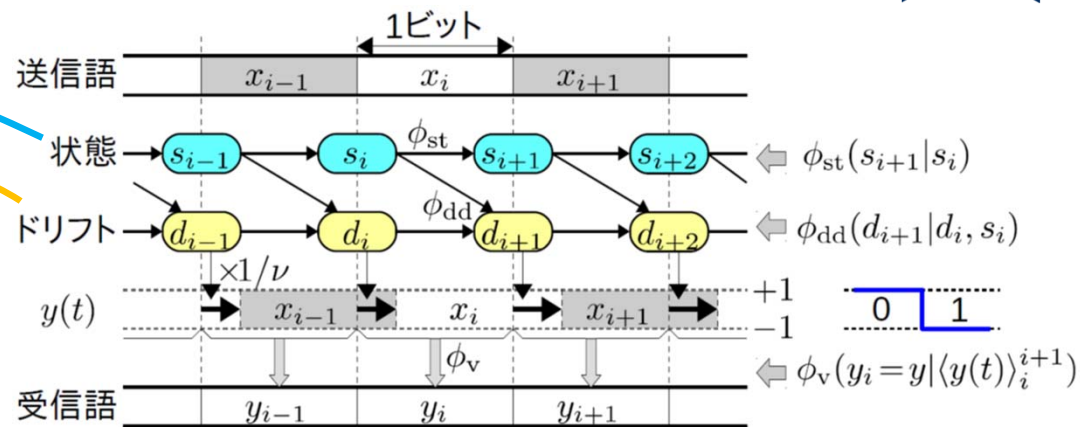 1ビット
送信語 x_{i−1} x_i x_{i+1}
状態 s_{i−1} s_i ϕ_st s_{i+1} s_{i+2} ϕ_st(s_{i+1}|s_i)
ドリフト d_{i−1} d_i ϕ_dd d_{i+1} d_{i+2} ϕ_dd(d_{i+1}|d_i, s_i)
×1/ν
y(t) x_{i−1} x_i x_{i+1} +1 −1 0 1
ϕ_v ϕ_v(y_i=y|⟨y(t)⟩_i^{i+1})
受信語 y_{i−1} y_i y_{i+1}